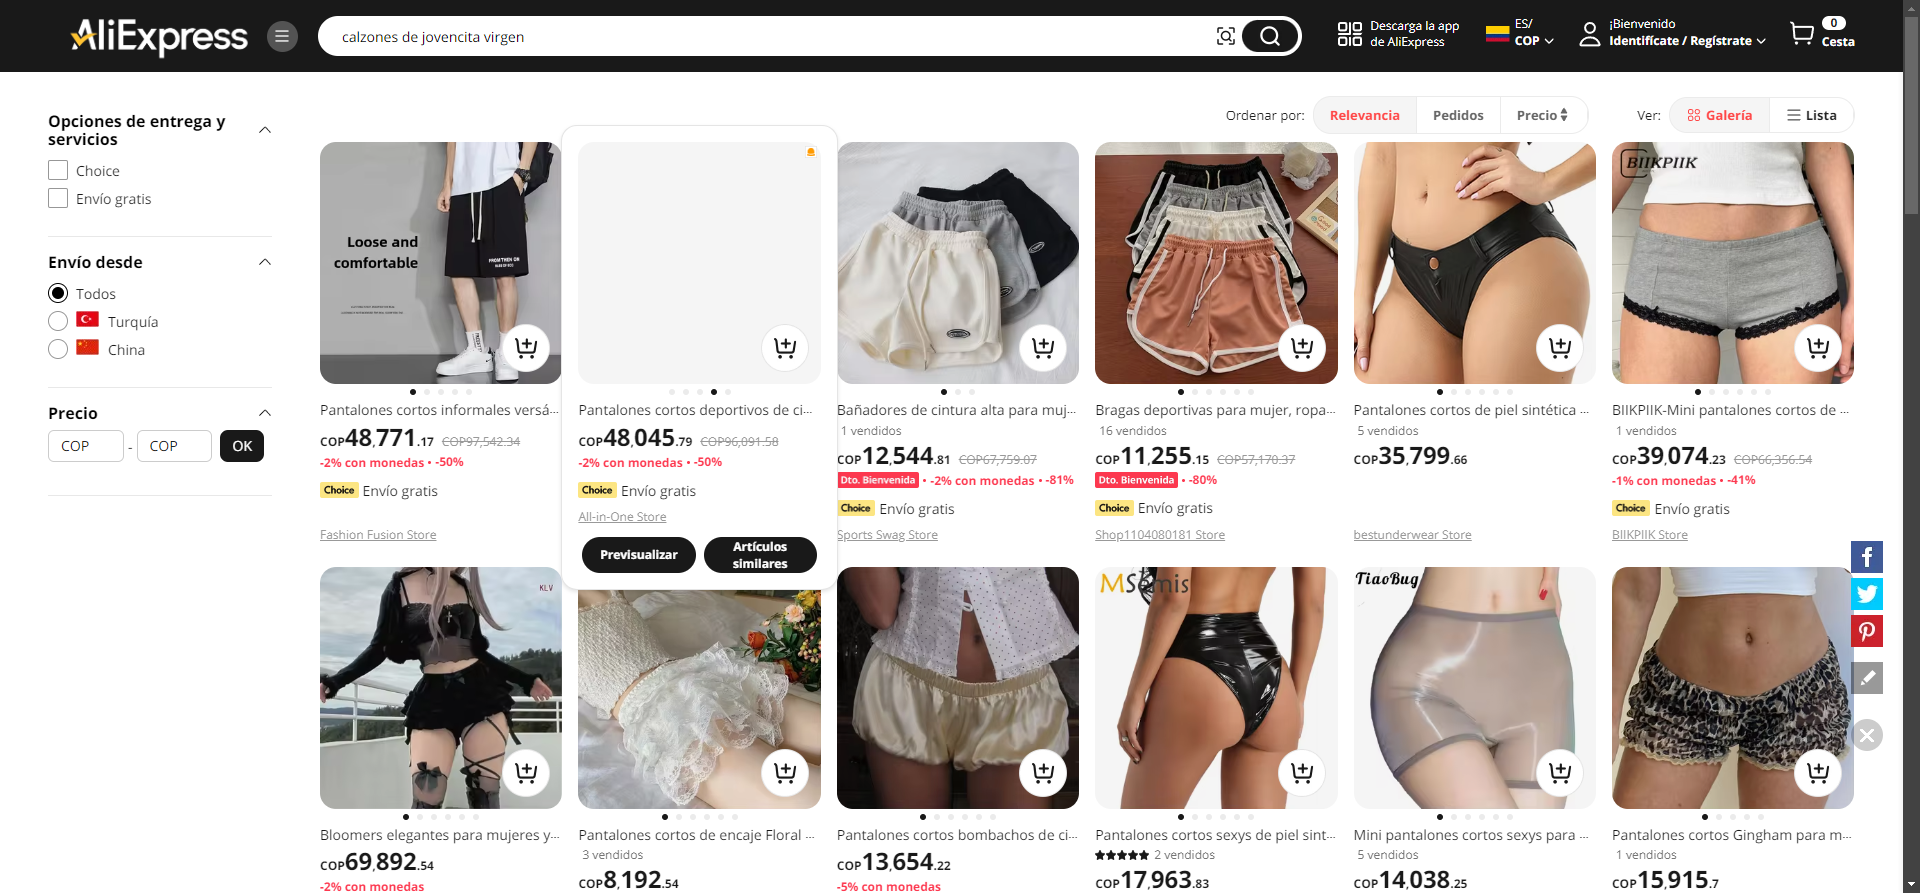 AliExpress
calzones de jovencita virgen
Descarga la app
de AliExpress
ES/
COP
¡Bienvenido
Identifícate / Regístrate
0
Cesta
Opciones de entrega y
servicios
Choice
Envío gratis
Envío desde
Todos
Turquía
China
Precio
COP - COP OK
Ordenar por: Relevancia Pedidos Precio
Ver: Galería Lista
Loose and
comfortable
FROM THEN ON
Pantalones cortos informales versá...
COP48,771.17 COP97,542.34
-2% con monedas • -50%
Choice Envío gratis
Fashion Fusion Store
Pantalones cortos deportivos de ci...
COP48,045.79 COP96,091.58
-2% con monedas • -50%
Choice Envío gratis
All-in-One Store
Previsualizar
Artículos
similares
Bañadores de cintura alta para muj...
1 vendidos
COP12,544.81 COP67,759.07
Dto. Bienvenida • -2% con monedas • -81%
Choice Envío gratis
Sports Swag Store
Bragas deportivas para mujer, ropa...
16 vendidos
COP11,255.15 COP57,170.37
Dto. Bienvenida • -80%
Choice Envío gratis
Shop1104080181 Store
Pantalones cortos de piel sintética ...
5 vendidos
COP35,799.66
bestunderwear Store
BIIKPIIK
BIIKPIIK-Mini pantalones cortos de ...
1 vendidos
COP39,074.23 COP66,356.54
-1% con monedas • -41%
Choice Envío gratis
BIIKPIIK Store
KLV
Bloomers elegantes para mujeres y...
COP69,892.54
-2% con monedas
Pantalones cortos de encaje Floral ...
3 vendidos
COP8,192.54
Pantalones cortos bombachos de ci...
COP13,654.22
-5% con monedas
MSemis
Pantalones cortos sexys de piel sint...
2 vendidos
COP17,963.83
TiaoBug
Mini pantalones cortos sexys para ...
5 vendidos
COP14,038.25
Pantalones cortos Gingham para m...
1 vendidos
COP15,915.7